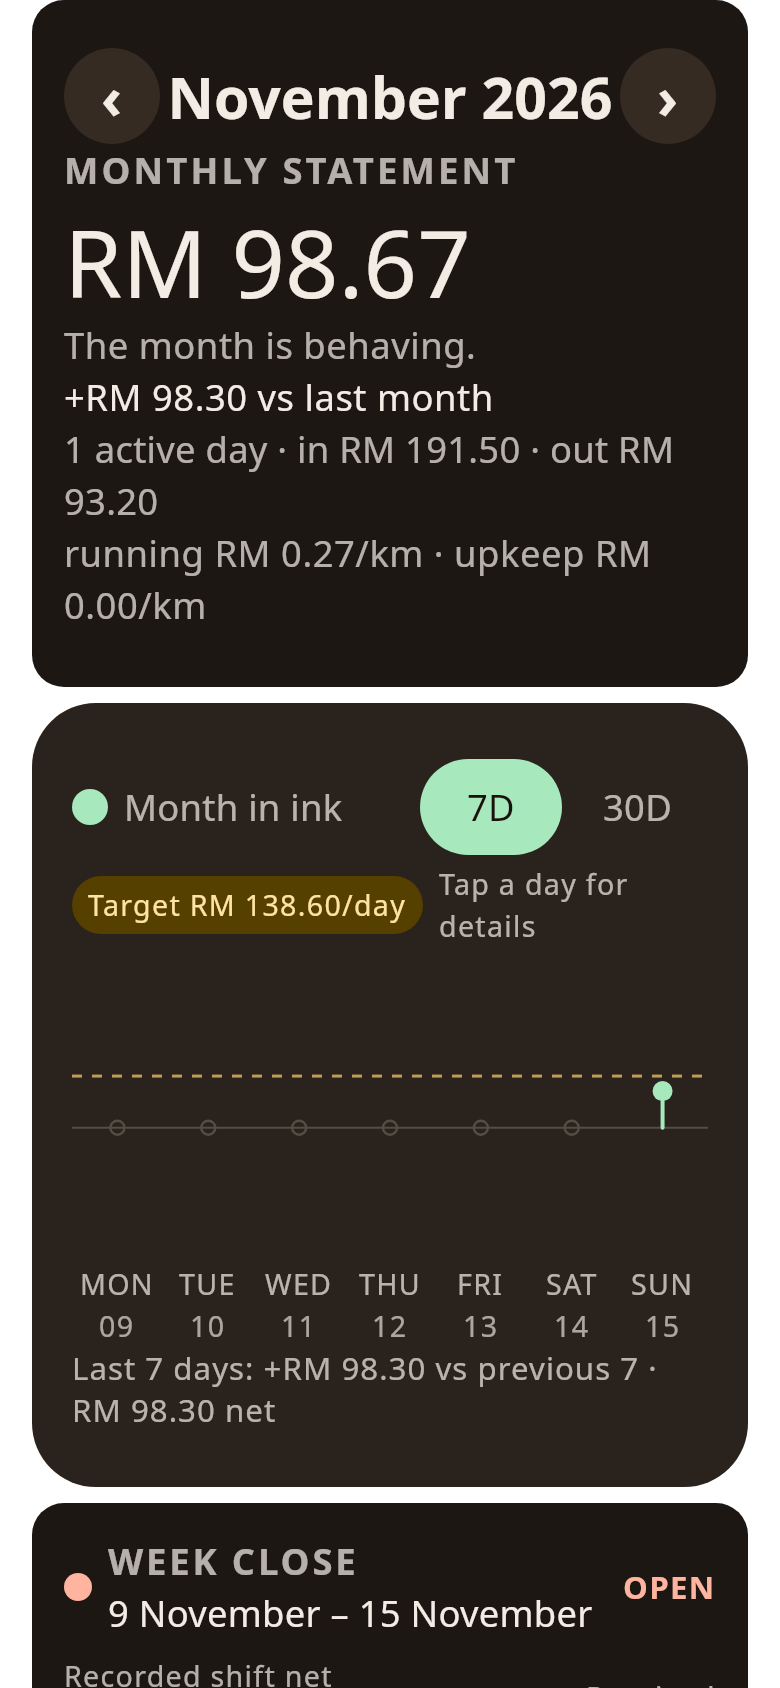 ‹ November 2026 ›
MONTHLY STATEMENT
RM 98.67
The month is behaving.
+RM 98.30 vs last month
1 active day · in RM 191.50 · out RM
93.20
running RM 0.27/km · upkeep RM
0.00/km
Month in ink 7D 30D
Target RM 138.60/day Tap a day for
details
MON TUE WED THU FRI SAT SUN
09 10 11 12 13 14 15
Last 7 days: +RM 98.30 vs previous 7 ·
RM 98.30 net
WEEK CLOSE
9 November – 15 November OPEN
Recorded shift net